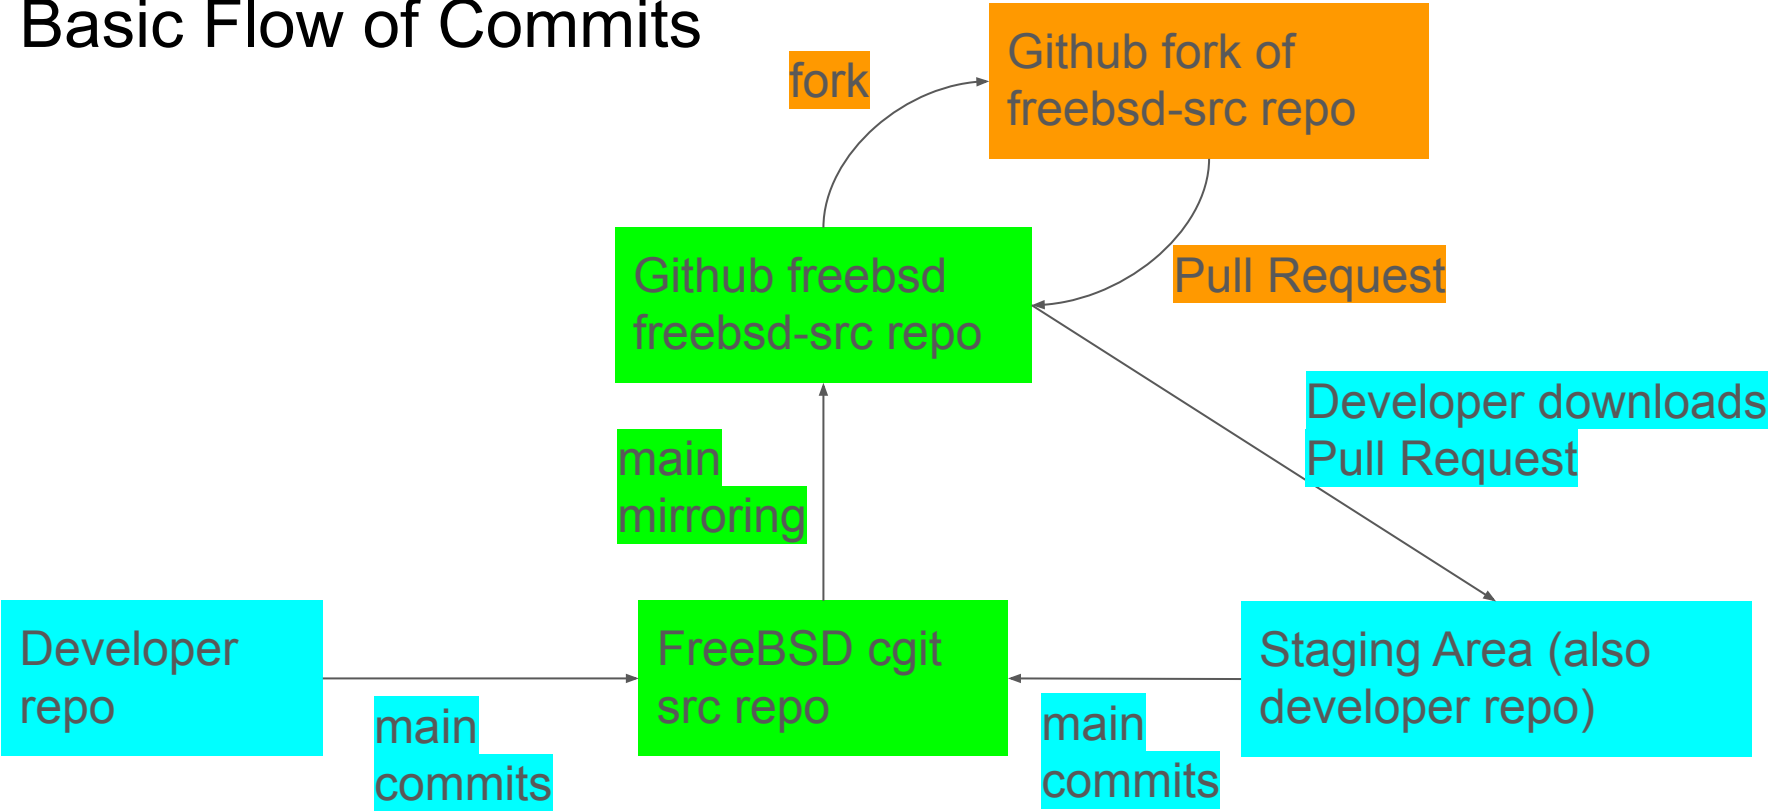 Basic Flow of Commits
fork
Github fork of
freebsd-src repo
Github freebsd
freebsd-src repo
Pull Request
Developer downloads
Pull Request
main
mirroring
Developer
repo
main
commits
FreeBSD cgit
src repo
main
commits
Staging Area (also
developer repo)